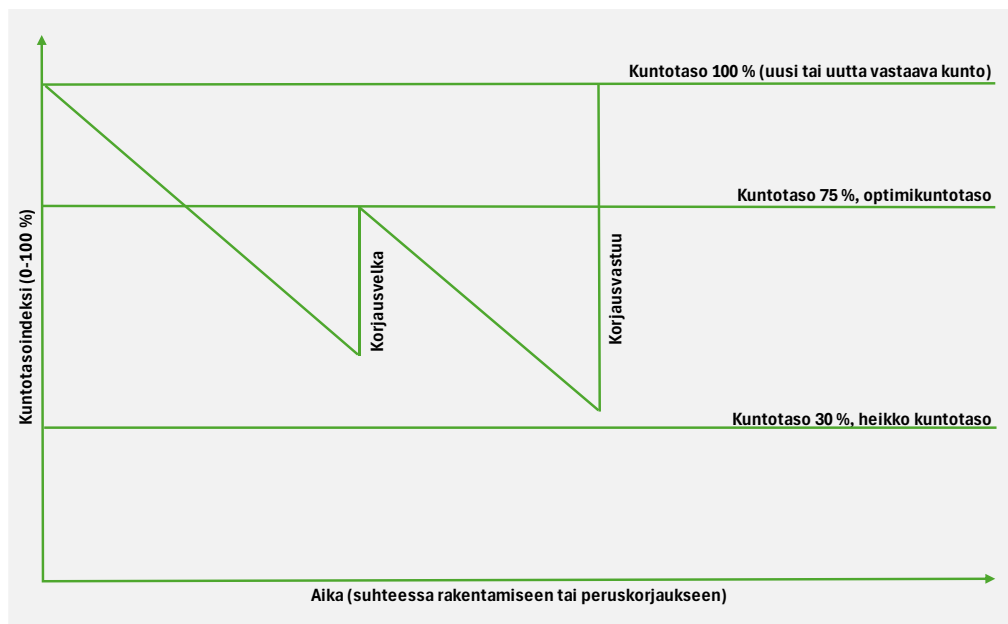 Kuntotaso 100 % (uusi tai uutta vastaava kunto)
Kuntotaso 75 %, optimikuntotaso
Kuntotasoindeksi (0-100 %)
Korjausvelka
Korjausvastuu
Kuntotaso 30 %, heikko kuntotaso
Aika (suhteessa rakentamiseen tai peruskorjaukseen)